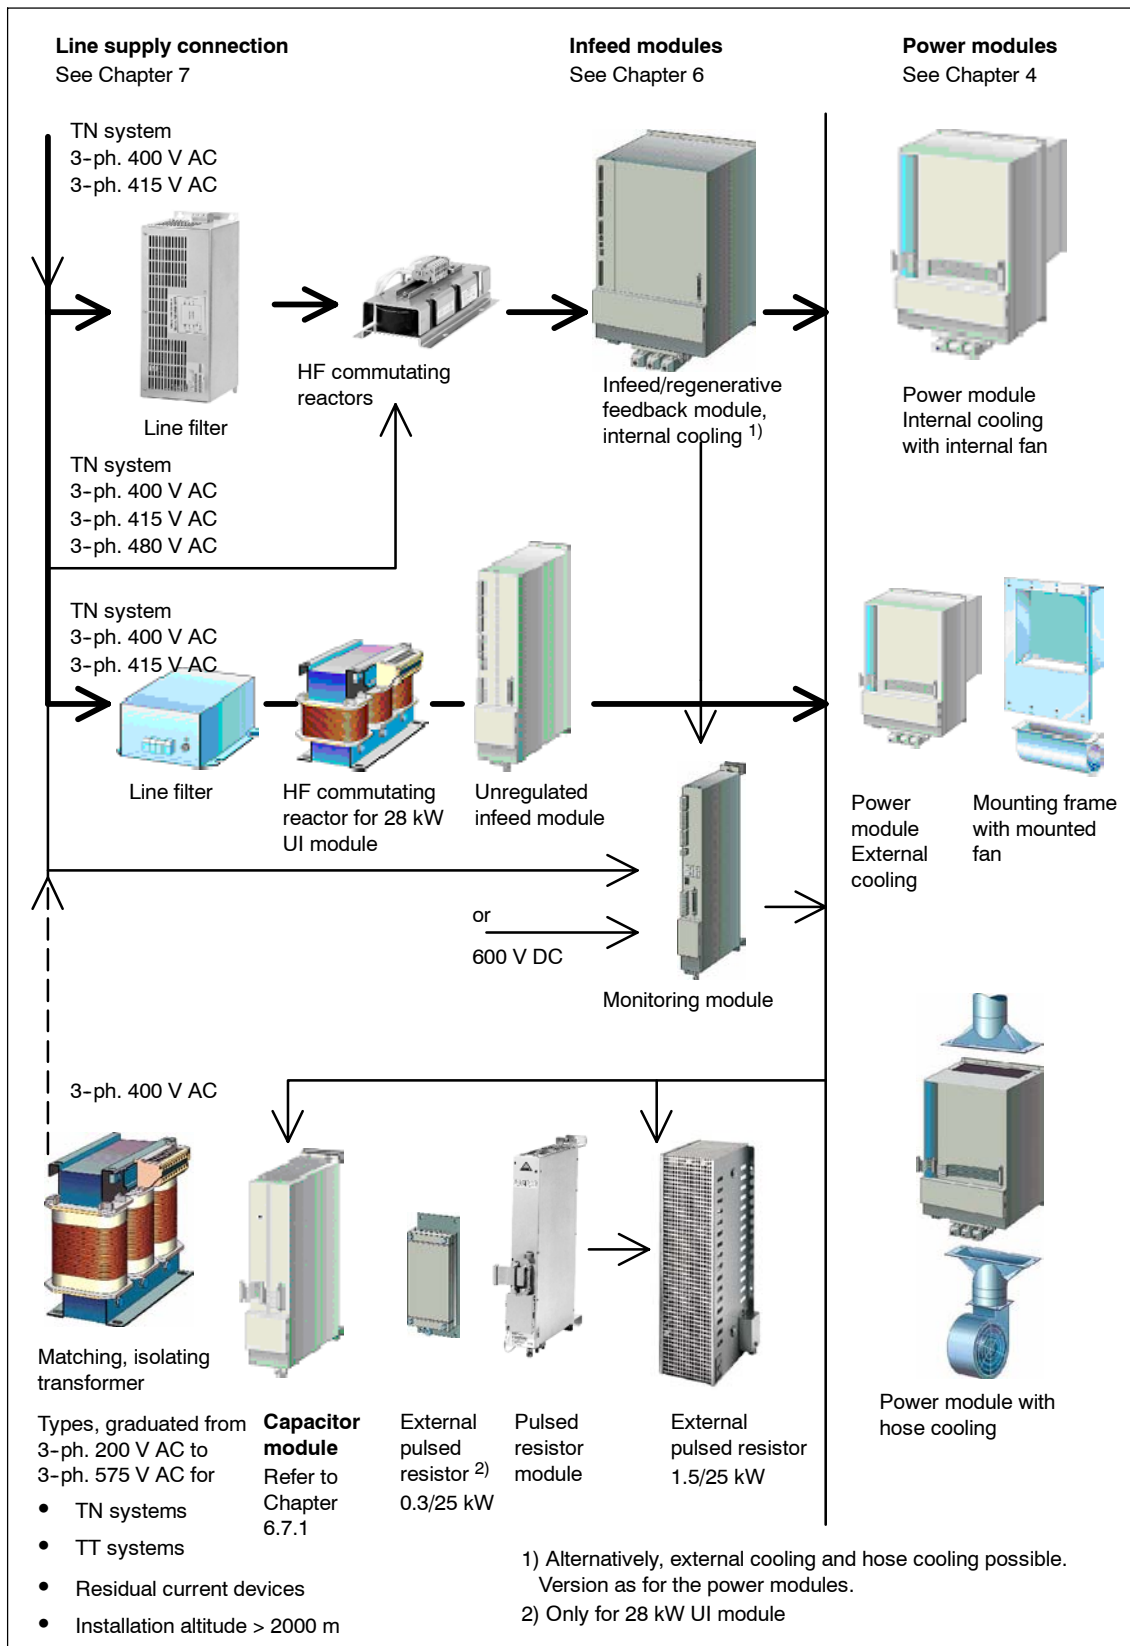 Line supply connection
See Chapter 7
Infeed modules
See Chapter 6
Power modules
See Chapter 4
TN system
3-ph. 400 V AC
3-ph. 415 V AC
Line filter
HF commutating
reactors
Infeed/regenerative
feedback module,
internal cooling 1)
Power module
Internal cooling
with internal fan
TN system
3-ph. 400 V AC
3-ph. 415 V AC
3-ph. 480 V AC
TN system
3-ph. 400 V AC
3-ph. 415 V AC
Line filter
HF commutating
reactor for 28 kW
UI module
Unregulated
infeed module
Power
module
External
cooling
Mounting frame
with mounted
fan
or
600 V DC
Monitoring module
3-ph. 400 V AC
Matching, isolating
transformer
Types, graduated from
3-ph. 200 V AC to
3-ph. 575 V AC for
• TN systems
• TT systems
• Residual current devices
• Installation altitude > 2000 m
Capacitor
module
Refer to
Chapter
6.7.1
External
pulsed
resistor 2)
0.3/25 kW
Pulsed
resistor
module
External
pulsed resistor
1.5/25 kW
Power module with
hose cooling
1) Alternatively, external cooling and hose cooling possible.
Version as for the power modules.
2) Only for 28 kW UI module